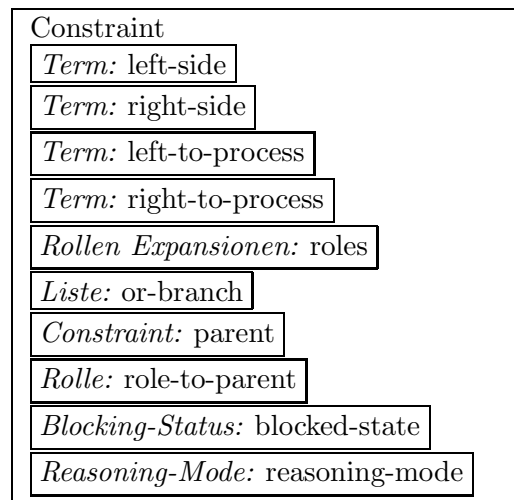 Constraint
Term: left-side
Term: right-side
Term: left-to-process
Term: right-to-process
Rollen Expansionen: roles
Liste: or-branch
Constraint: parent
Rolle: role-to-parent
Blocking-Status: blocked-state
Reasoning-Mode: reasoning-mode